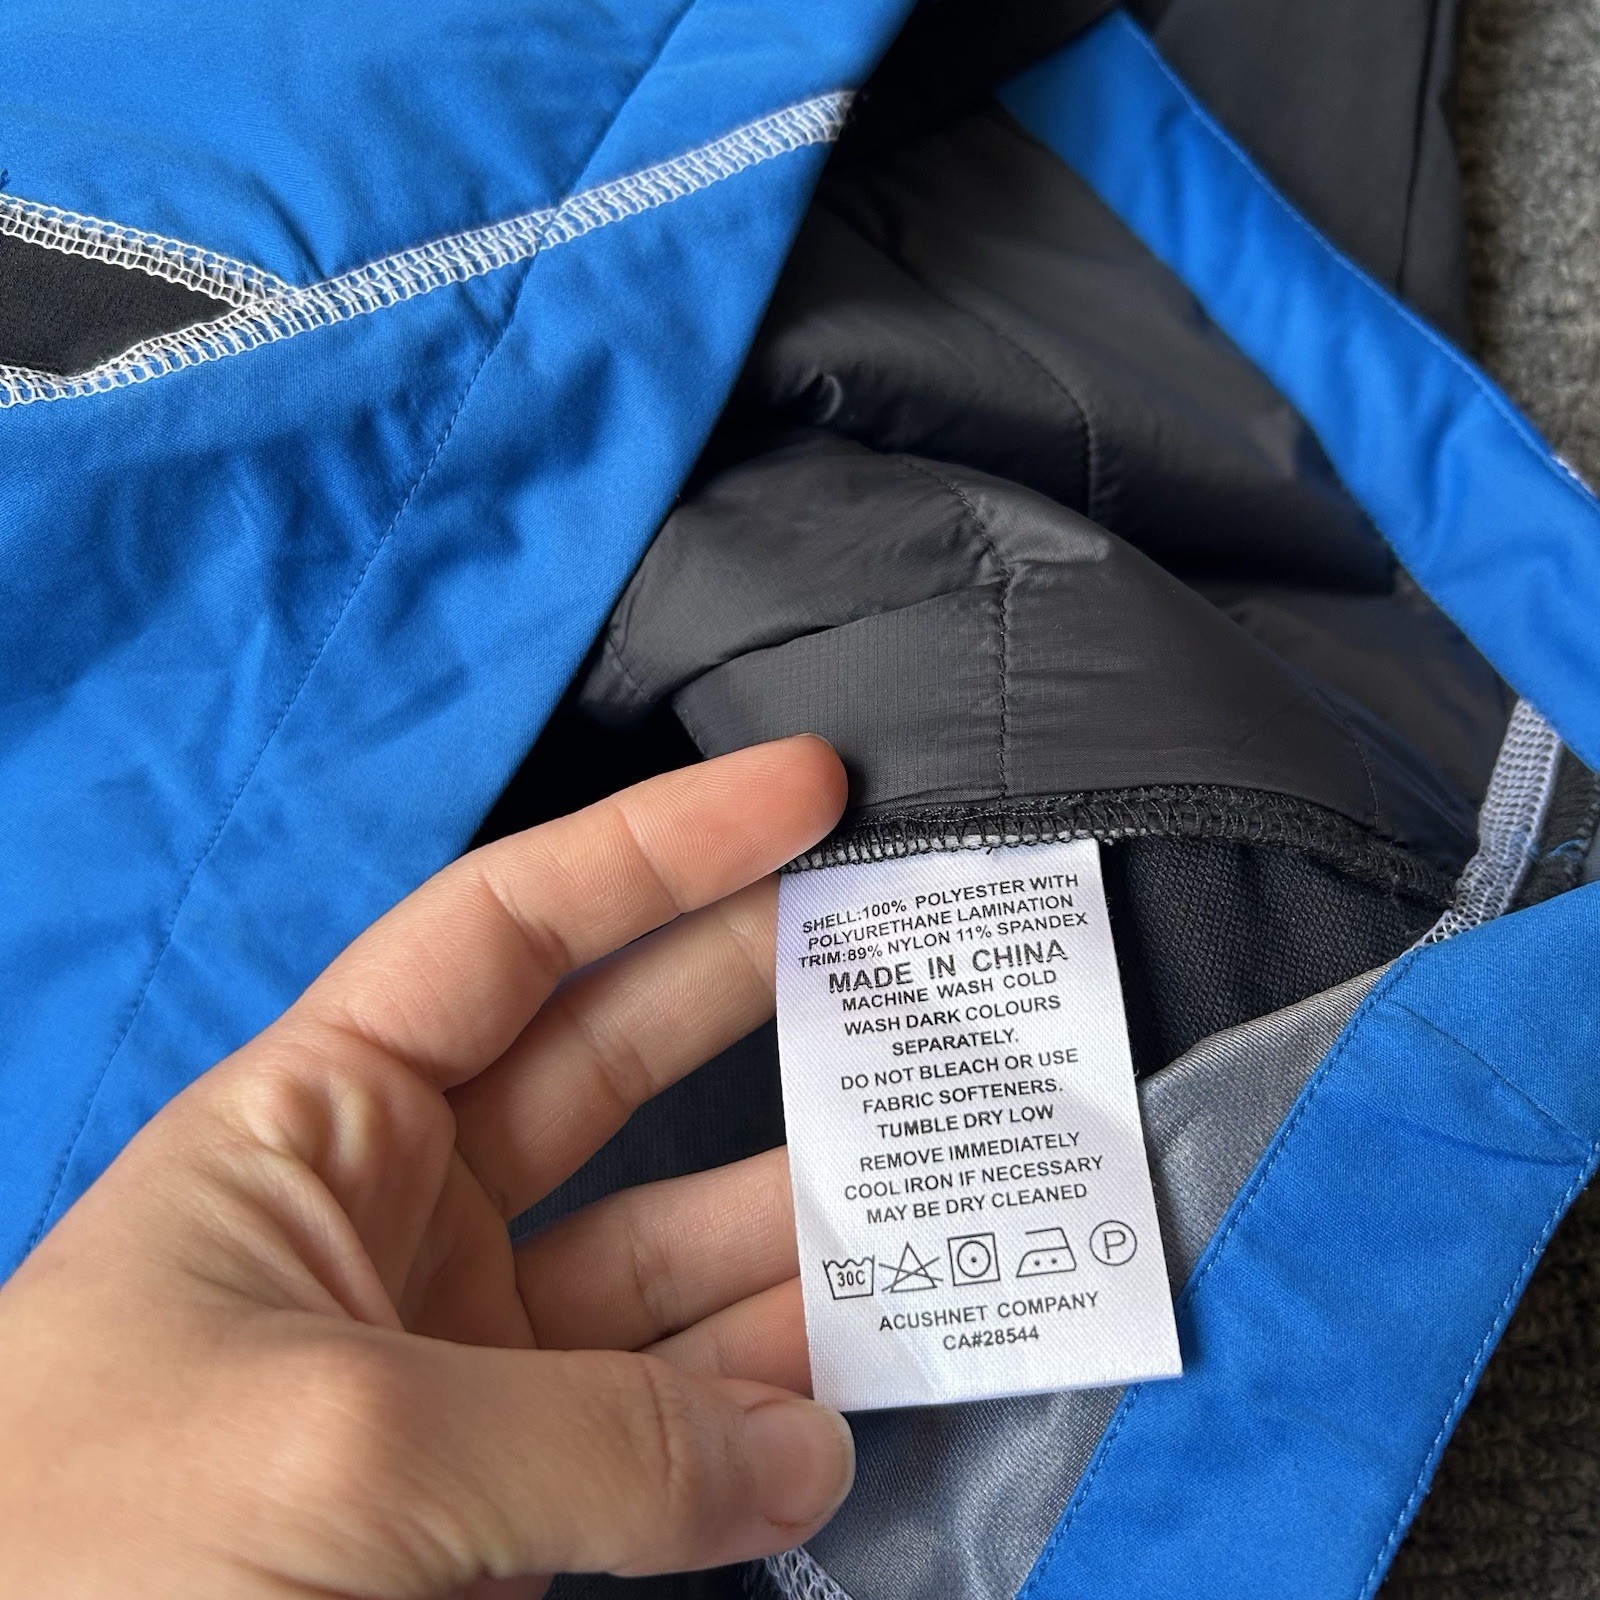 SHELL:100% POLYESTER WITH
POLYURETHANE LAMINATION
TRIM:89% NYLON 11% SPANDEX
MADE IN CHINA
MACHINE WASH COLD
WASH DARK COLOURS
SEPARATELY.
DO NOT BLEACH OR USE
FABRIC SOFTENERS.
TUMBLE DRY LOW
REMOVE IMMEDIATELY
COOL IRON IF NECESSARY
MAY BE DRY CLEANED
30C P
ACUSHNET COMPANY
CA#28544